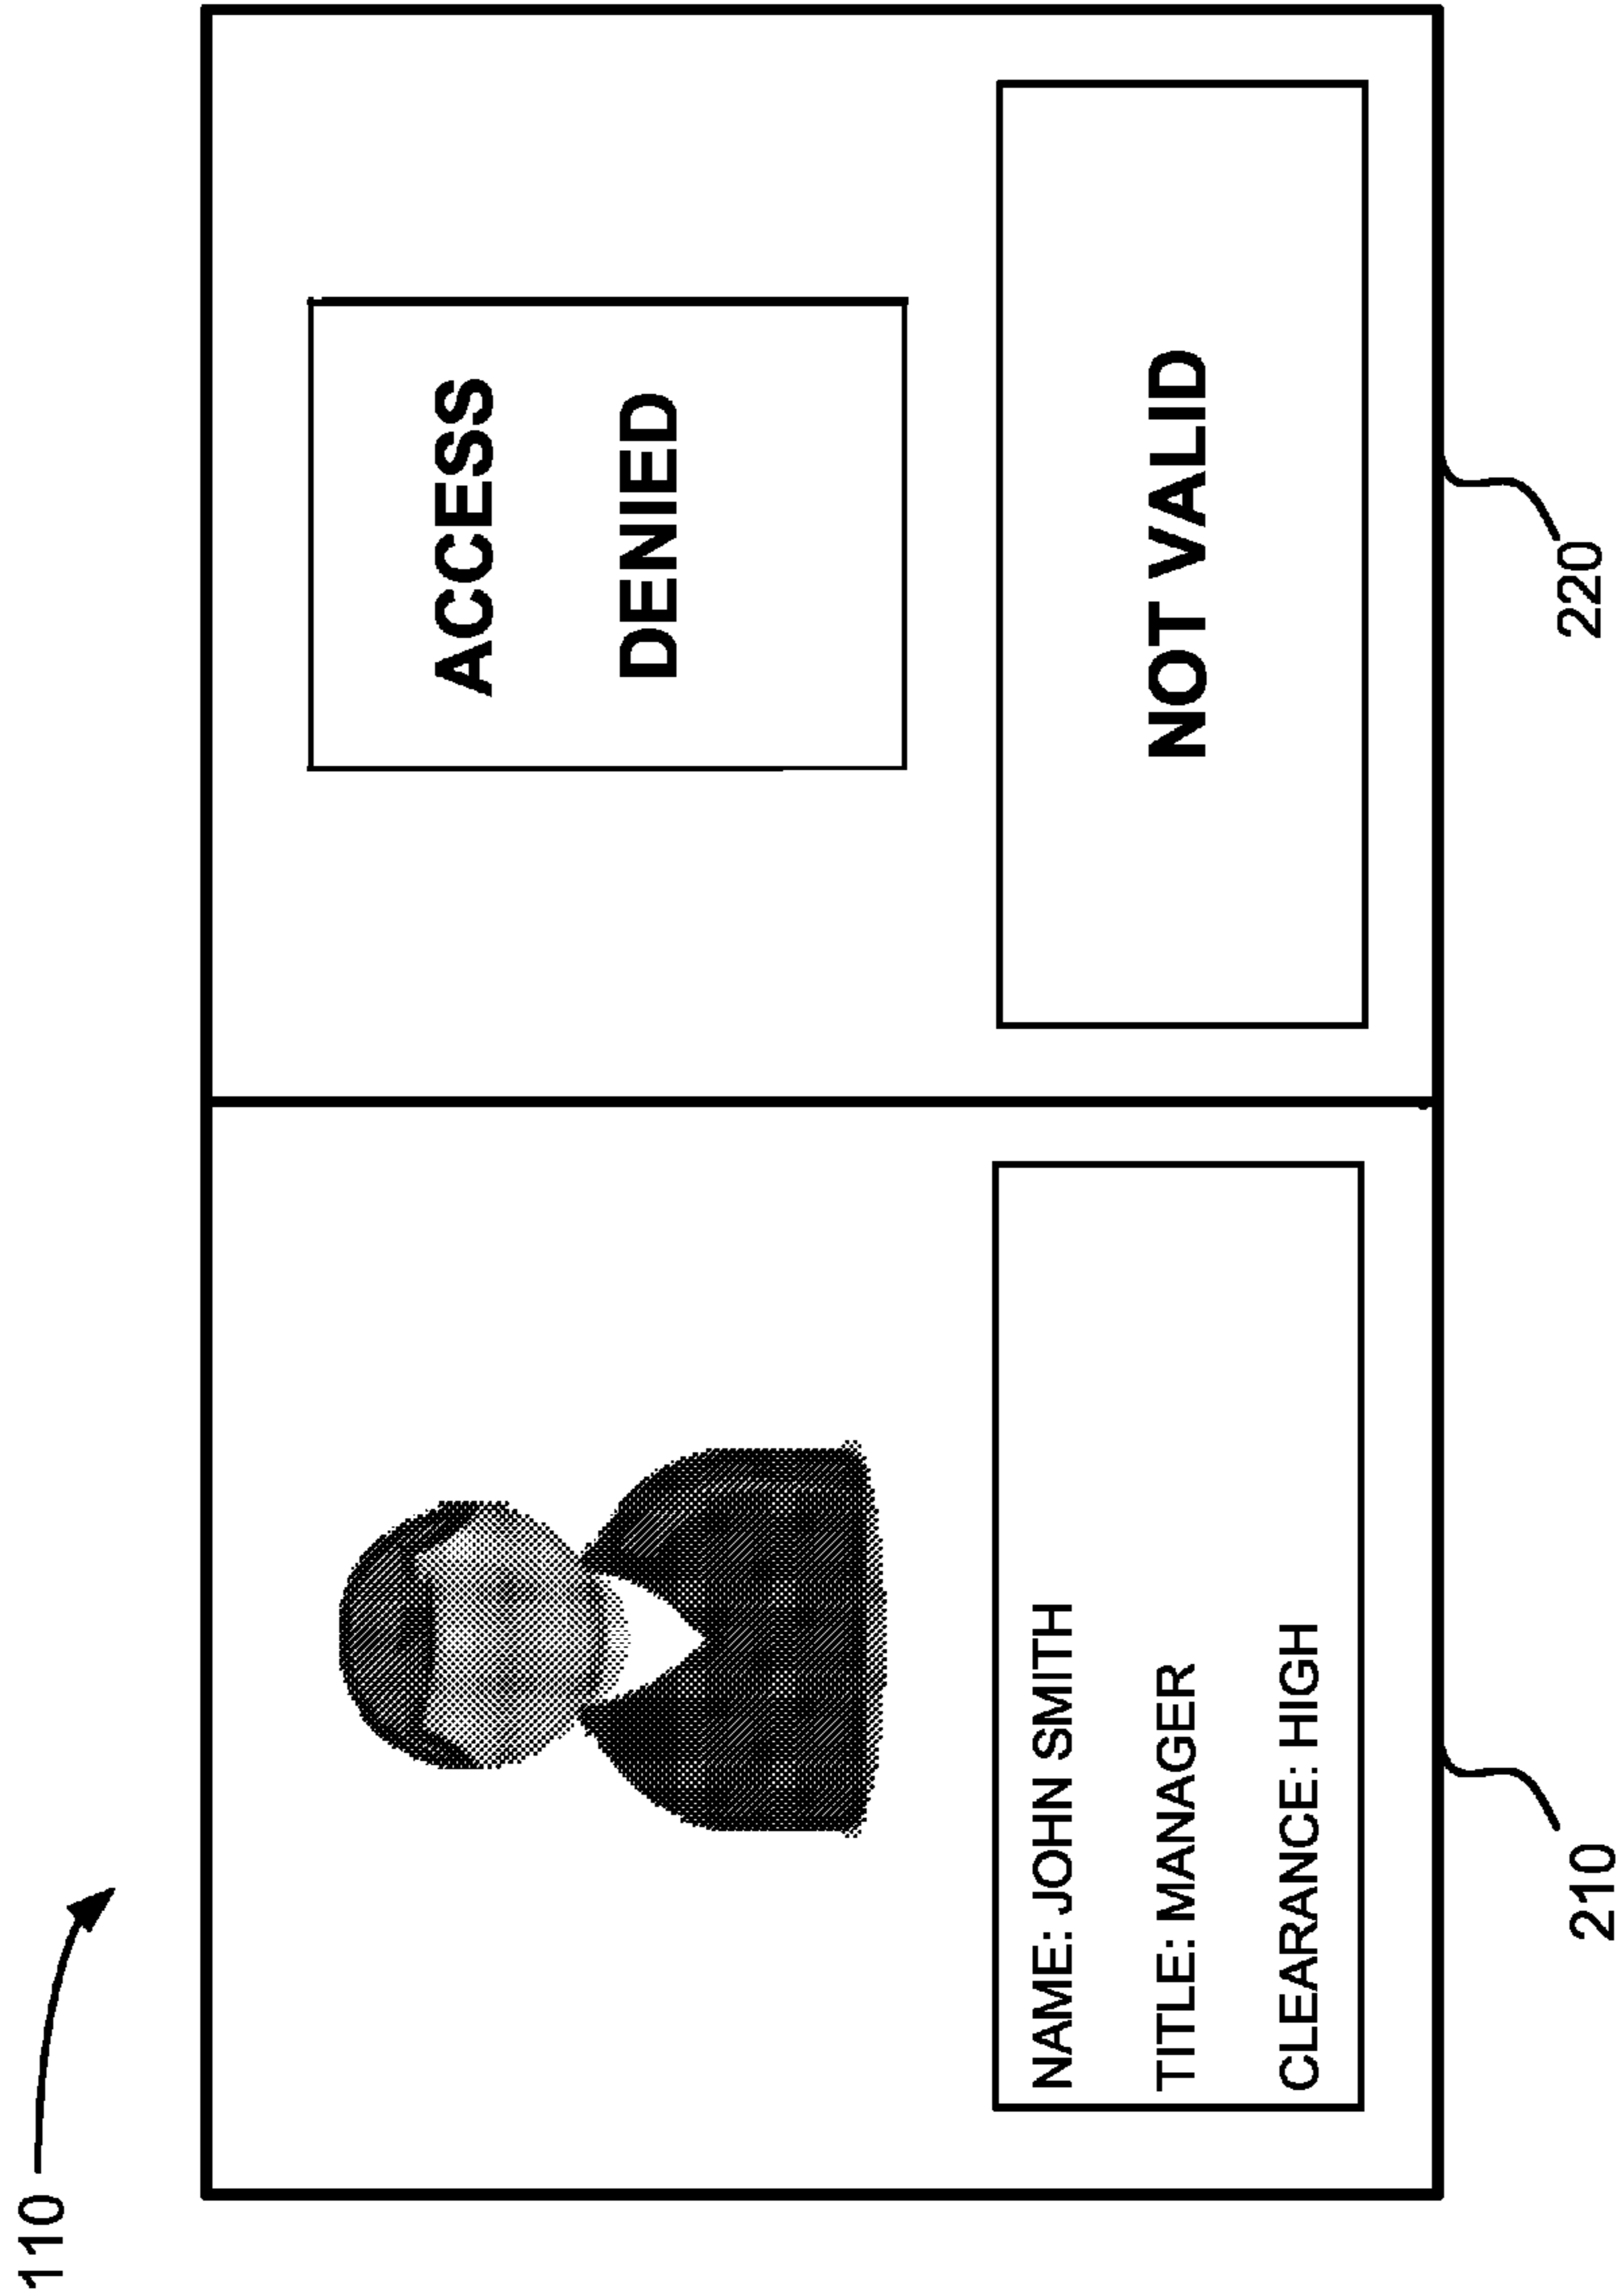 110
NAME: JOHN SMITH
TITLE: MANAGER
CLEARANCE: HIGH
210
ACCESS
DENIED
NOT VALID
220